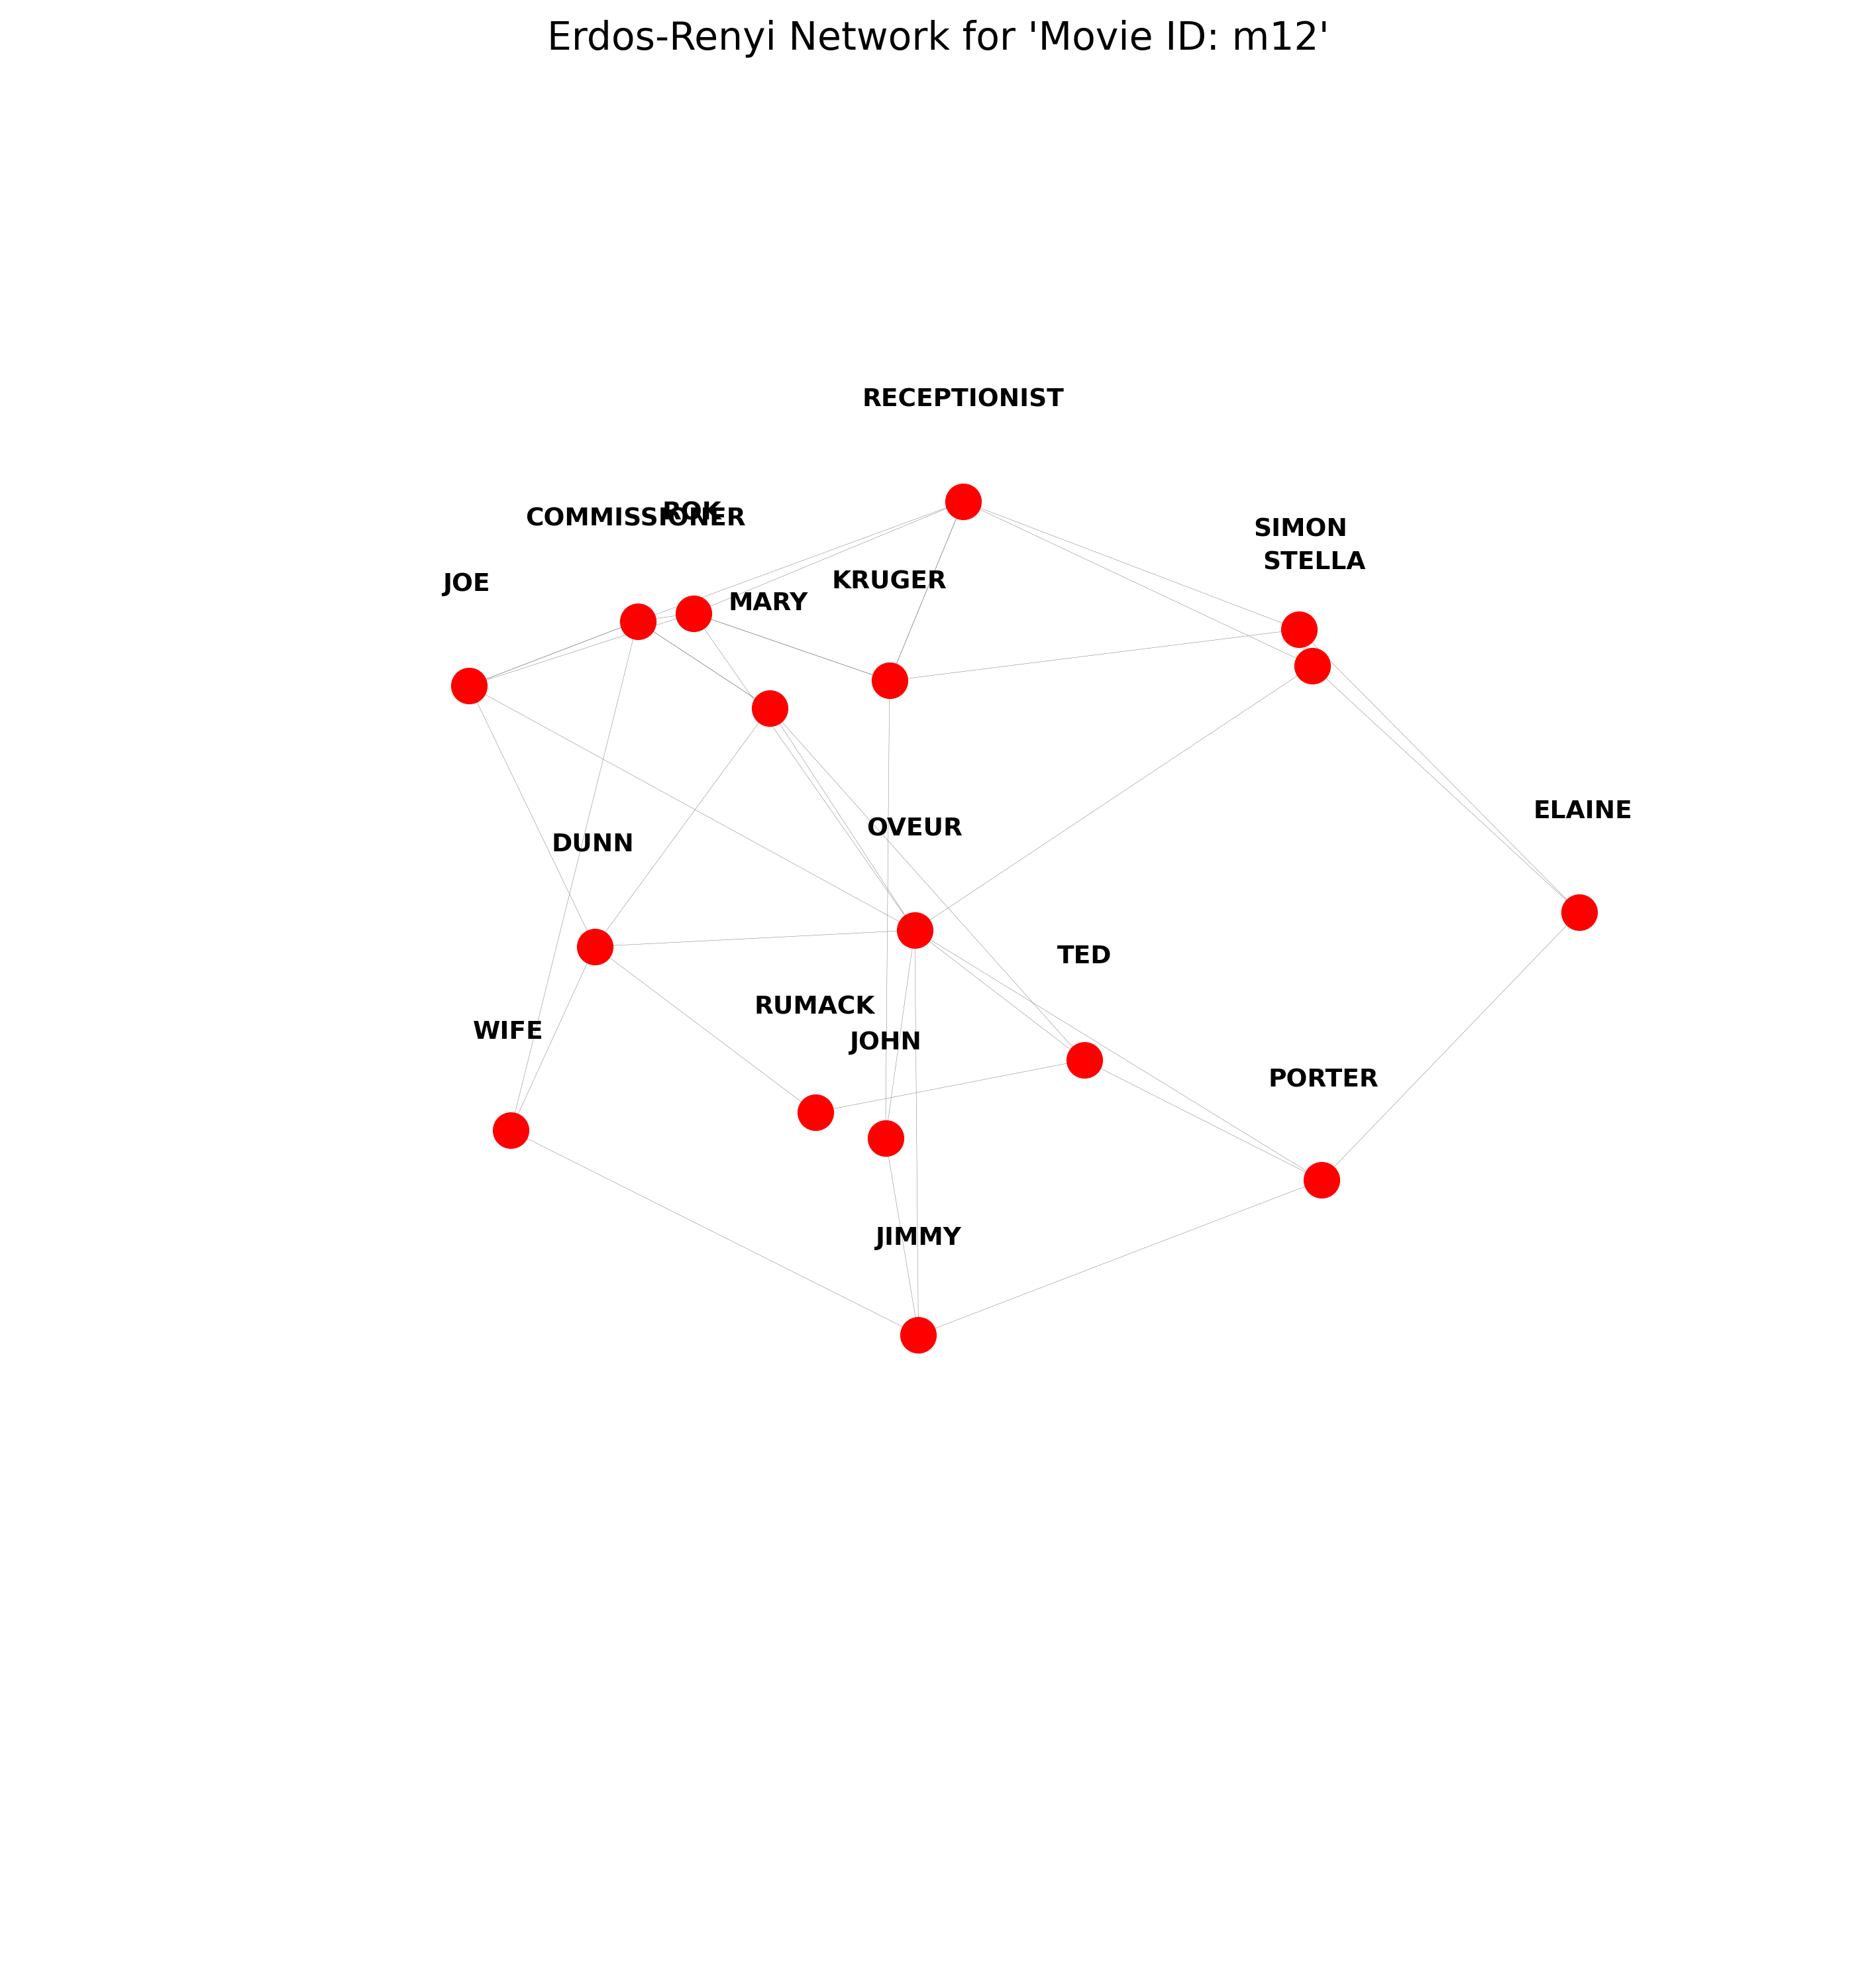 Erdos-Renyi Network for 'Movie ID: m12'
RECEPTIONIST
ROK
COMMISSIONER
SIMON
STELLA
KRUGER
JOE
MARY
ELAINE
OVEUR
DUNN
TED
RUMACK
WIFE
JOHN
PORTER
JIMMY